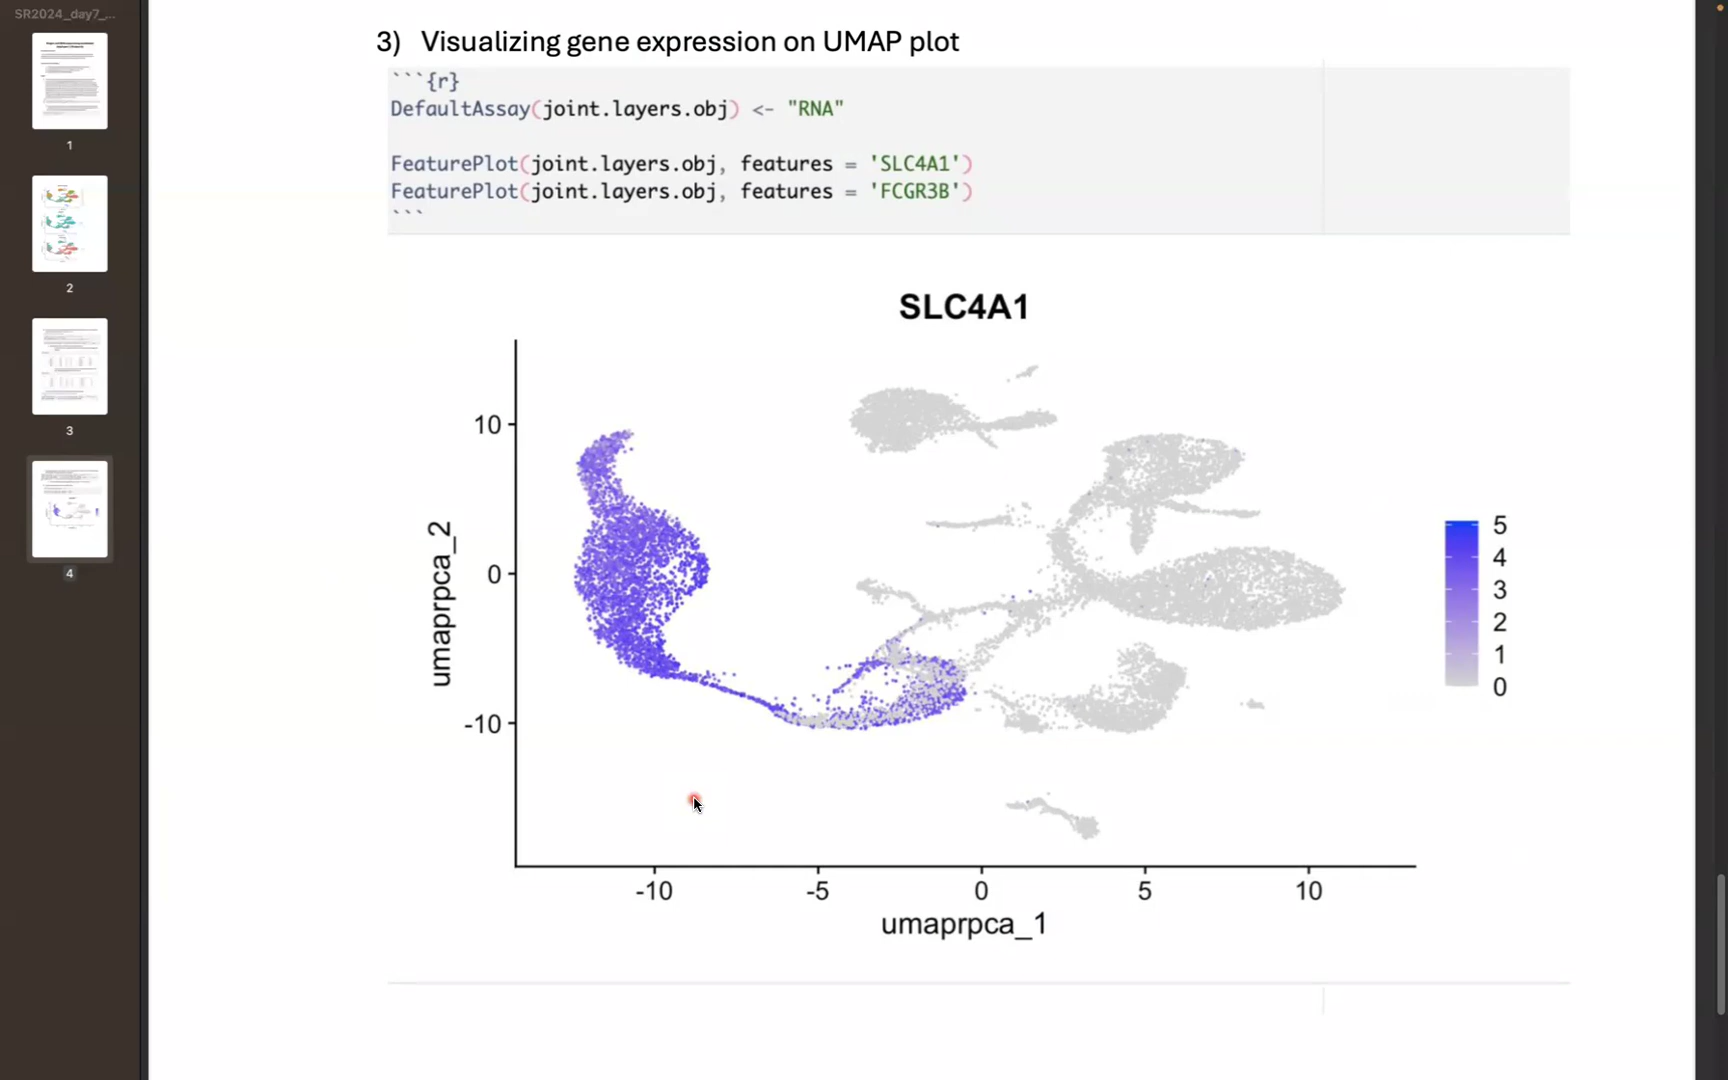 SR2024_day7_...
1
2
3
4
3) Visualizing gene expression on UMAP plot
```{r}
DefaultAssay(joint.layers.obj) <- "RNA"
FeaturePlot(joint.layers.obj, features = 'SLC4A1')
FeaturePlot(joint.layers.obj, features = 'FCGR3B')
```
SLC4A1
umaprpca_2
10
0
-10
-10
-5
0
5
10
umaprpca_1
5
4
3
2
1
0